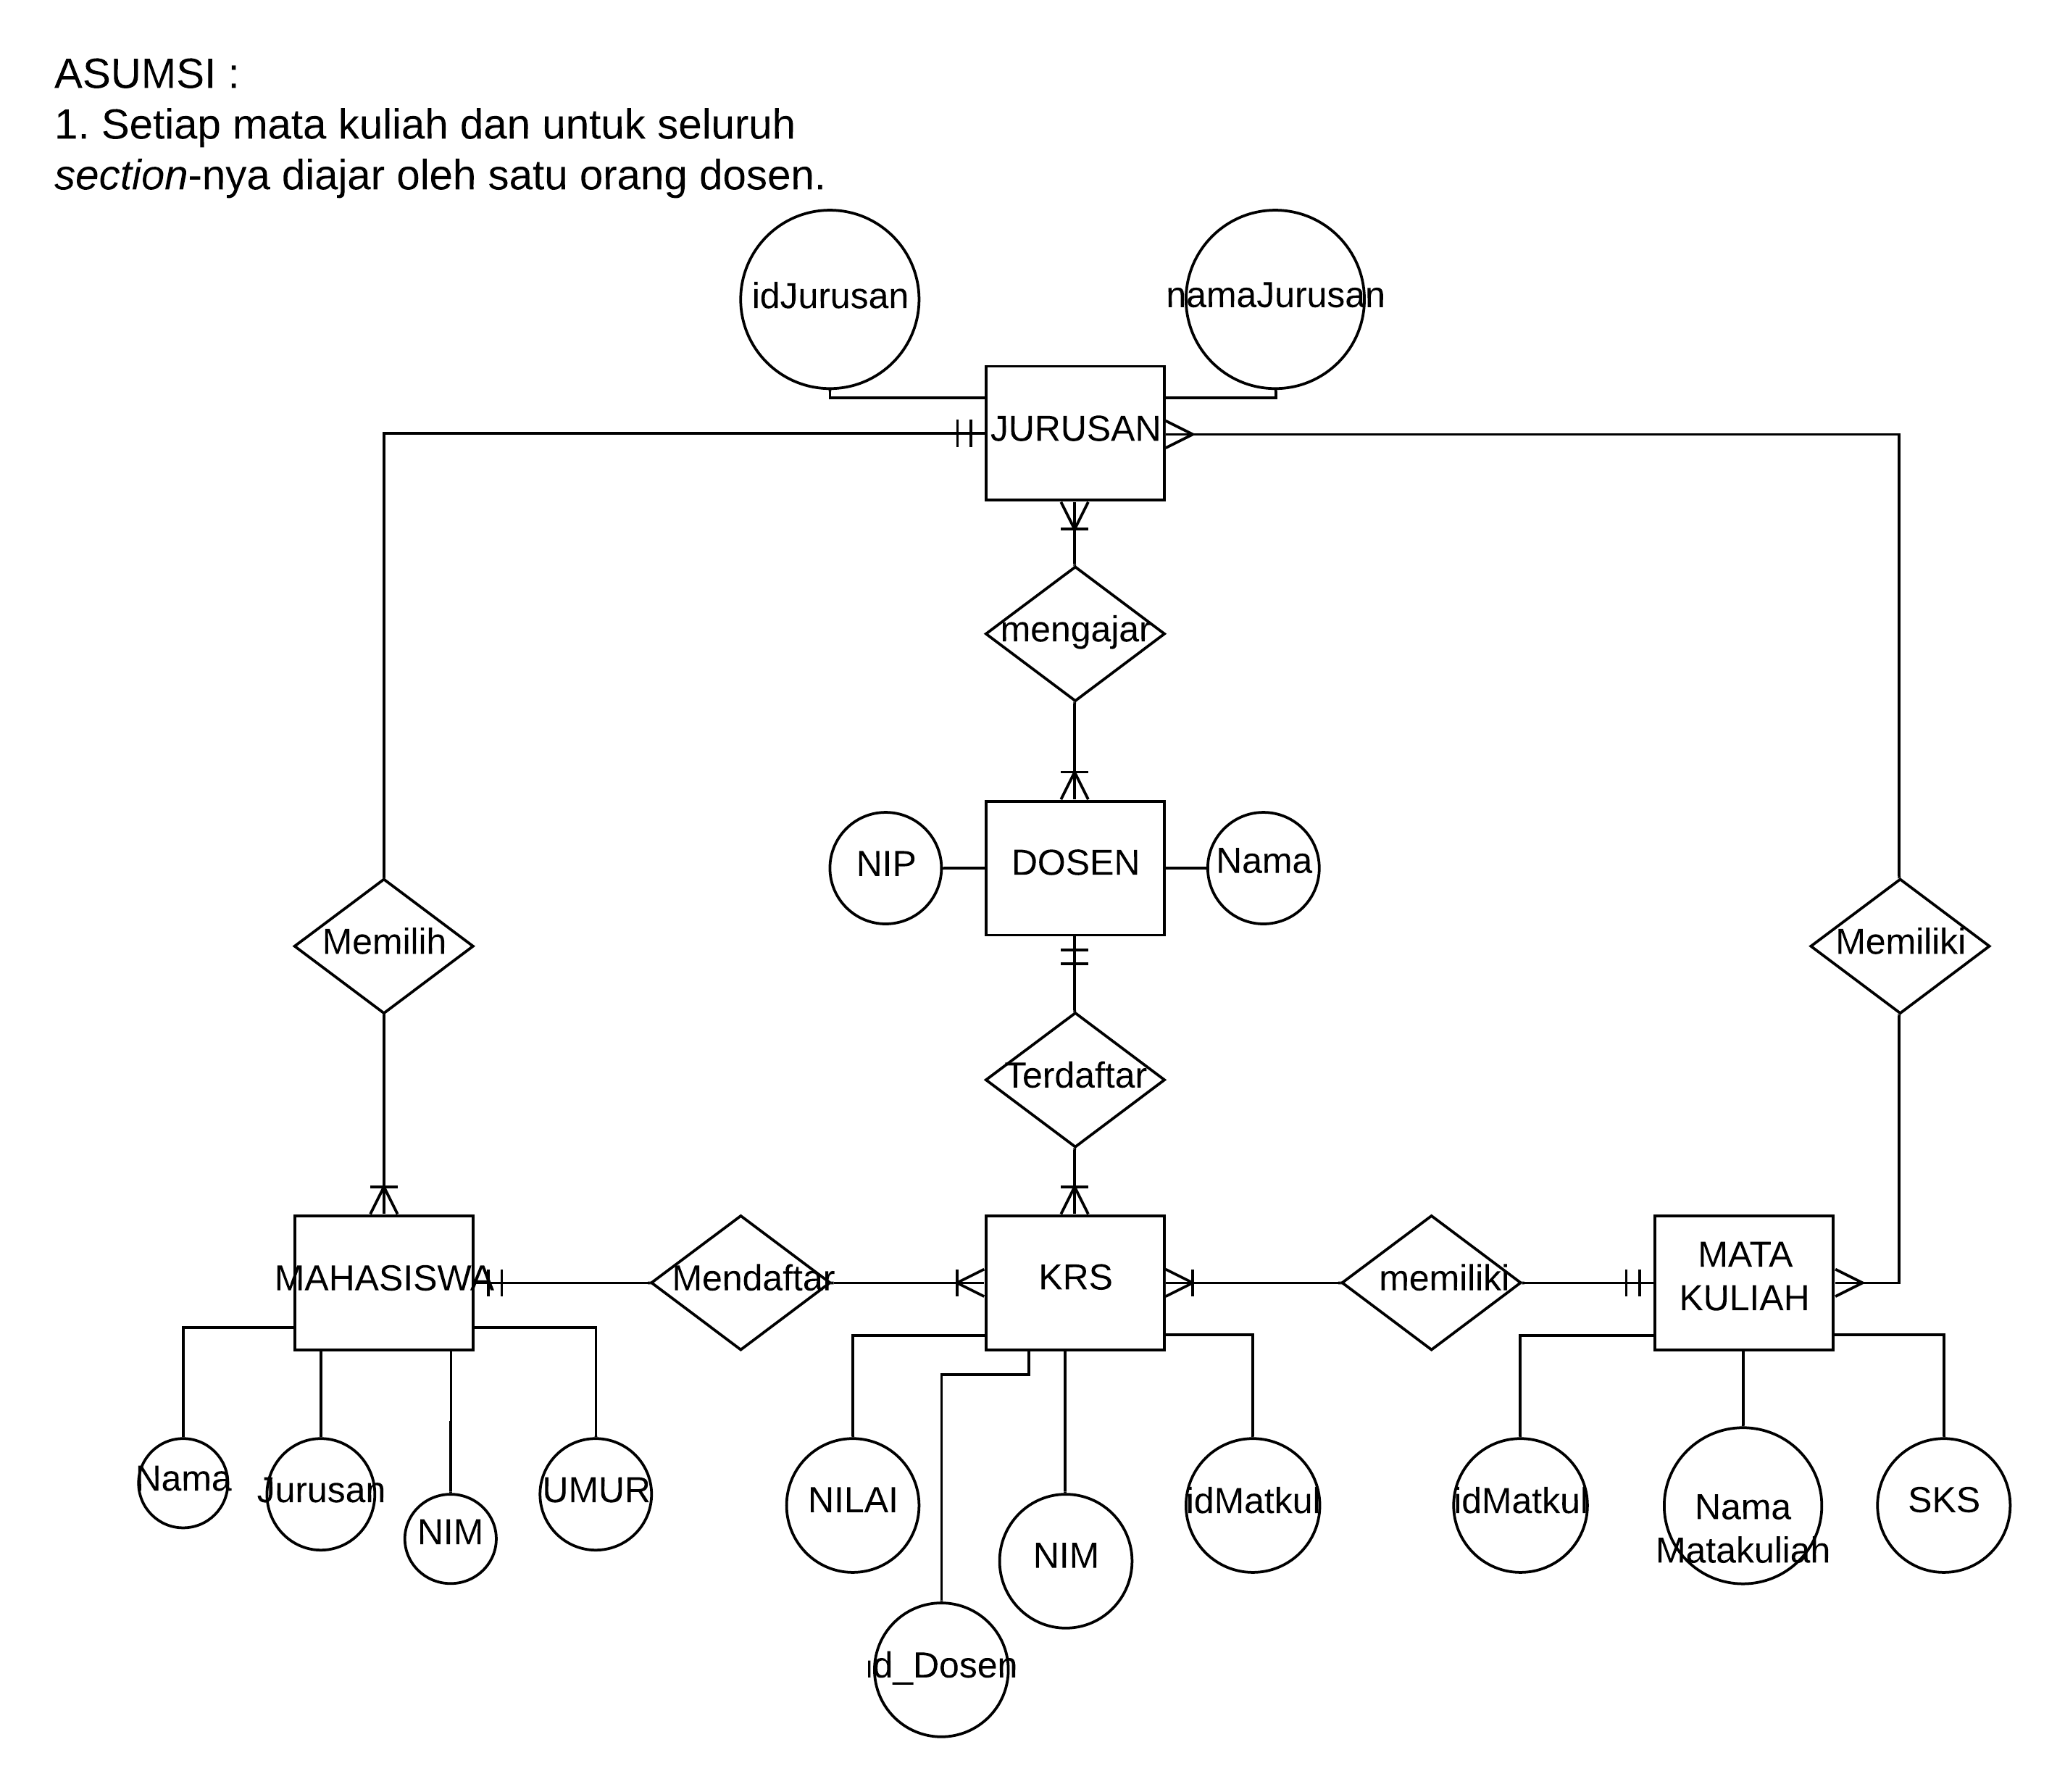 ASUMSI :
1. Setiap mata kuliah dan untuk seluruh
section-nya diajar oleh satu orang dosen.
idJurusan
namaJurusan
JURUSAN
mengajar
NIP
DOSEN
Nama
Memilih
Memiliki
Terdaftar
MAHASISWA
Mendaftar
KRS
memiliki
MATA
KULIAH
Nama
Jurusan
NIM
UMUR
NILAI
id_Dosen
NIM
idMatkul
idMatkul
Nama
Matakuliah
SKS